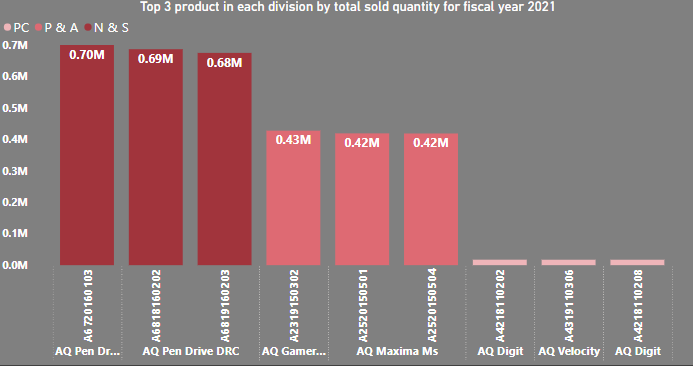 Top 3 product in each division by total sold quantity for fiscal year 2021
PC P & A N & S
0.7M
0.6M
0.5M
0.4M
0.3M
0.2M
0.1M
0.0M
0.70M
0.69M
0.68M
0.43M
0.42M
0.42M
A6720160103
A6818160202
A6819160203
A2319150302
A2520150501
A2520150504
A4218110202
A4319110306
A4218110208
AQ Pen Dr...
AQ Pen Drive DRC
AQ Gamer...
AQ Maxima Ms
AQ Digit
AQ Velocity
AQ Digit